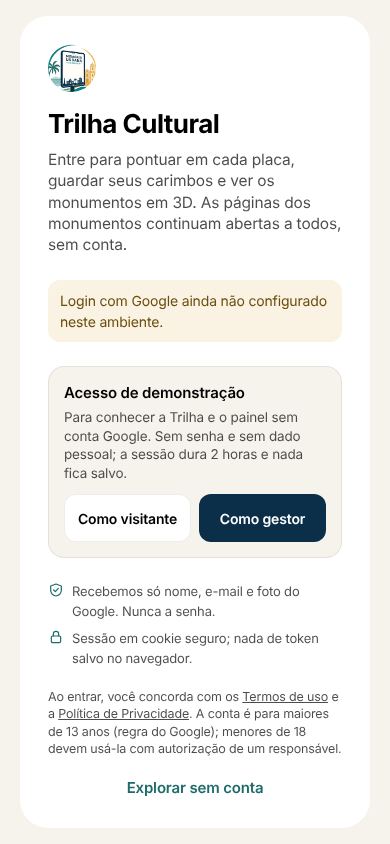 Trilha Cultural
Entre para pontuar em cada placa,
guardar seus carimbos e ver os
monumentos em 3D. As páginas dos
monumentos continuam abertas a todos,
sem conta.
Login com Google ainda não configurado
neste ambiente.
Acesso de demonstração
Para conhecer a Trilha e o painel sem
conta Google. Sem senha e sem dado
pessoal; a sessão dura 2 horas e nada
fica salvo.
Como visitante
Como gestor
Recebemos só nome, e-mail e foto do
Google. Nunca a senha.
Sessão em cookie seguro; nada de token
salvo no navegador.
Ao entrar, você concorda com os Termos de uso e
a Política de Privacidade. A conta é para maiores
de 13 anos (regra do Google); menores de 18
devem usá-la com autorização de um responsável.
Explorar sem conta